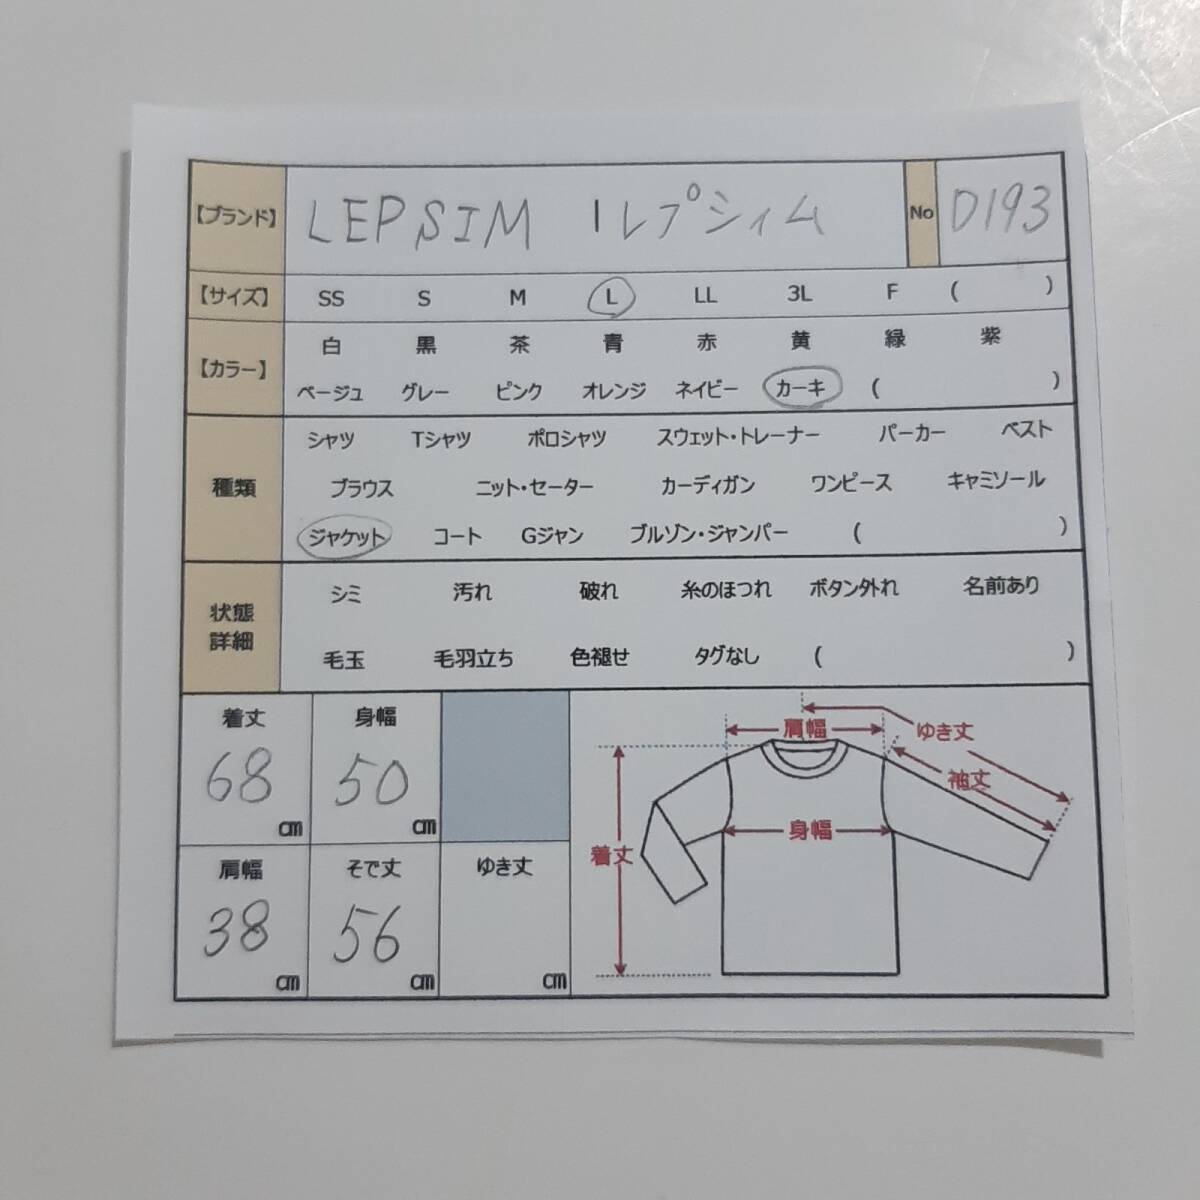 【ブランド】 LEPSIM | レプシィム No D193
【サイズ】 SS S M L LL 3L F ( )
【カラー】 白 黒 茶 青 赤 黄 緑 紫
ベージュ グレー ピンク オレンジ ネイビー カーキ ( )
種類 シャツ Tシャツ ポロシャツ スウェット・トレーナー パーカー ベスト
ブラウス ニット・セーター カーディガン ワンピース キャミソール
ジャケット コート Gジャン ブルゾン・ジャンパー ( )
状態
詳細
シミ 汚れ 破れ 糸のほつれ ボタン外れ 名前あり
毛玉 毛羽立ち 色褪せ タグなし ( )
着丈 身幅
68 cm 50 cm
肩幅 そで丈 ゆき丈
38 cm 56 cm cm
肩幅 ゆき丈
袖丈
身幅
着丈